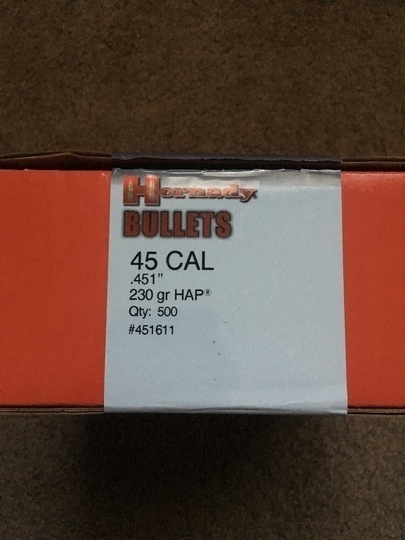 Hornady
BULLETS
45 CAL
.451"
230 gr HAP®
Qty: 500
#451611